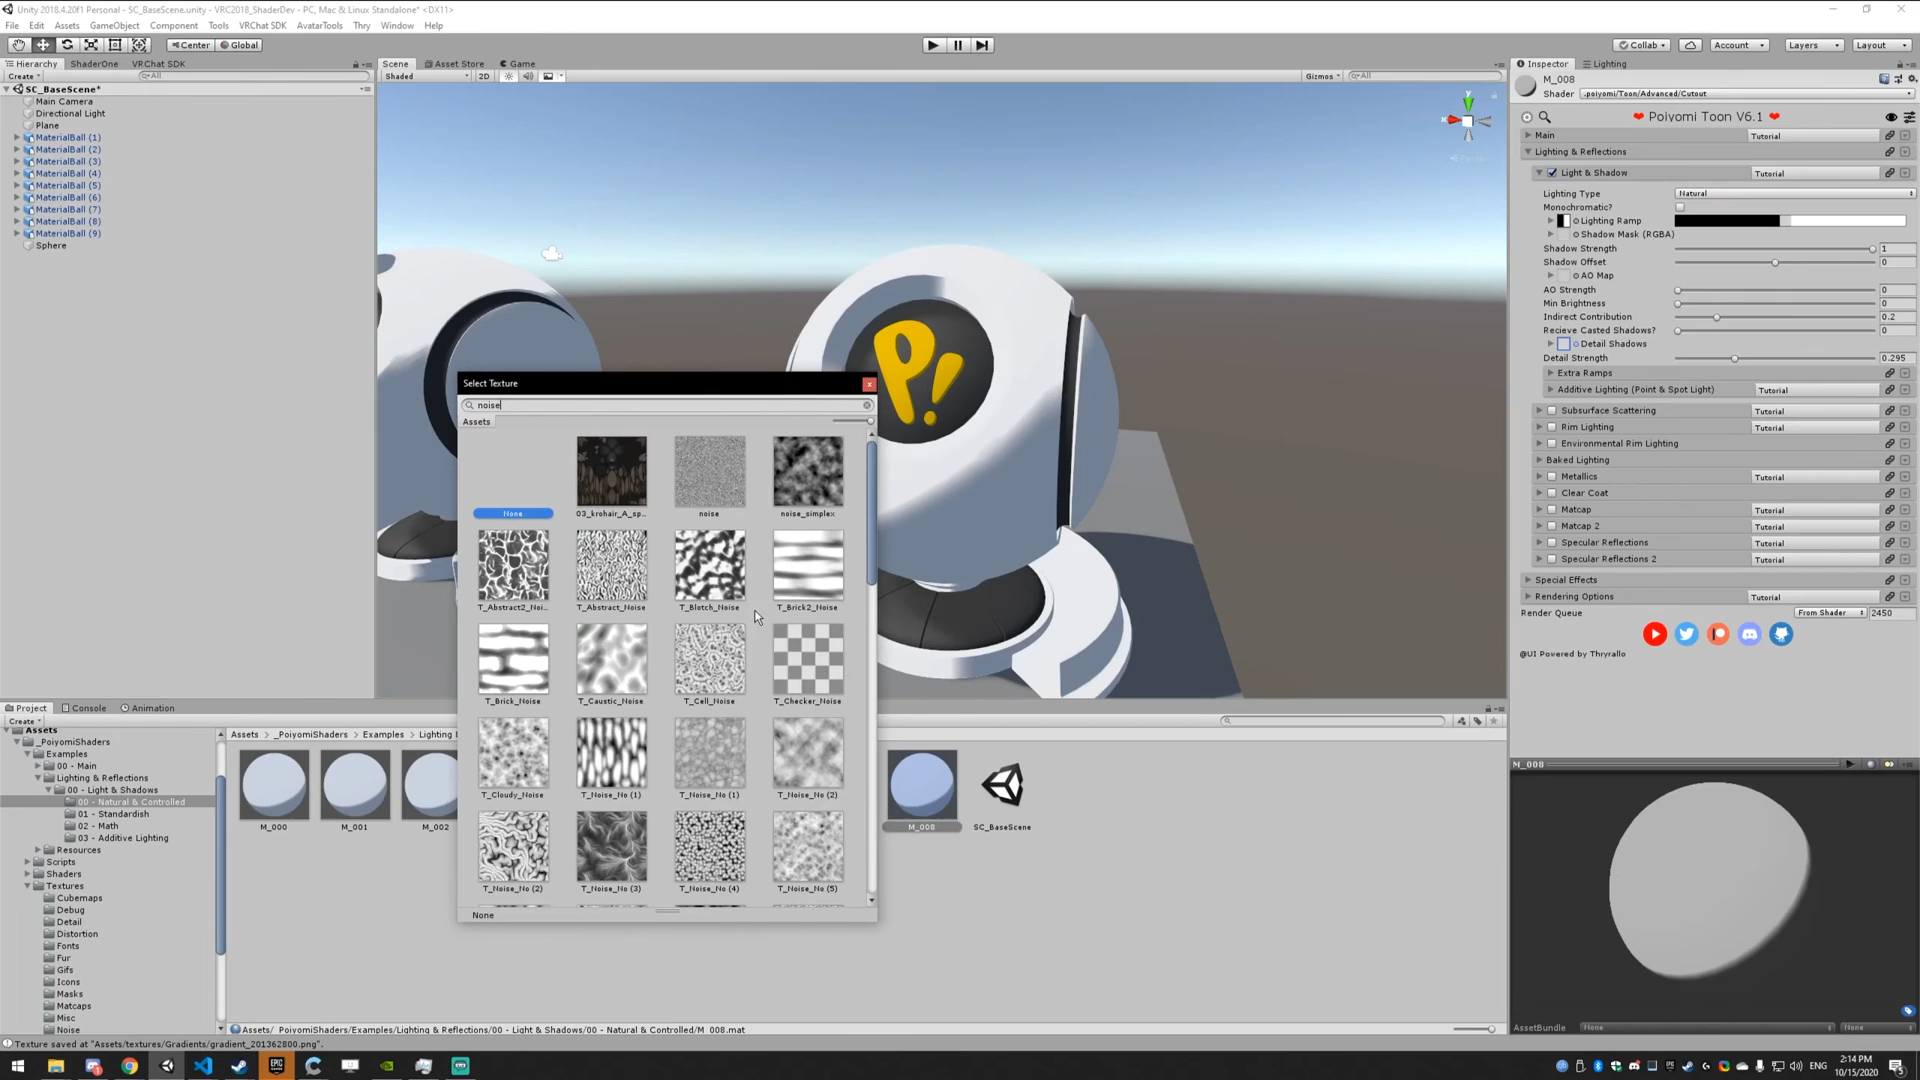 Unity 2018.4.20f1 Personal - SC_BaseScene.unity - VRC2018_ShaderDev - PC, Mac & Linux Standalone* <DX11>
File Edit Assets GameObject Component Tools VRChat SDK AvatarTools Thry Window Help
Center Global Collab Account Layers Layout
Hierarchy ShaderOne VRChat SDK
Create All
SC_BaseScene*
Main Camera
Directional Light
Plane
MaterialBall (1)
MaterialBall (2)
MaterialBall (3)
MaterialBall (4)
MaterialBall (5)
MaterialBall (6)
MaterialBall (7)
MaterialBall (8)
MaterialBall (9)
Sphere
Scene Asset Store Game
Shaded 2D Gizmos All
y
x
P!
Select Texture
noise
Assets
None 03_krohair_A_sp... noise noise_simplex
T_Abstract2_Noi... T_Abstract_Noise T_Blotch_Noise T_Brick2_Noise
T_Brick_Noise T_Caustic_Noise T_Cell_Noise T_Checker_Noise
T_Cloudy_Noise T_Noise_No (1) T_Noise_No (1) T_Noise_No (2)
T_Noise_No (2) T_Noise_No (3) T_Noise_No (4) T_Noise_No (5)
None
Inspector Lighting
M_008
Shader .poiyomi/Toon/Advanced/Cutout
Poiyomi Toon V6.1
Main Tutorial
Lighting & Reflections
Light & Shadow Tutorial
Lighting Type Natural
Monochromatic?
Lighting Ramp
Shadow Mask (RGBA)
Shadow Strength 1
Shadow Offset 0
AO Map
AO Strength 0
Min Brightness 0
Indirect Contribution 0.2
Recieve Casted Shadows? 0
Detail Shadows
Detail Strength 0.295
Extra Ramps
Additive Lighting (Point & Spot Light) Tutorial
Subsurface Scattering Tutorial
Rim Lighting Tutorial
Environmental Rim Lighting Tutorial
Baked Lighting
Metallics Tutorial
Clear Coat Tutorial
Matcap Tutorial
Matcap 2 Tutorial
Specular Reflections Tutorial
Specular Reflections 2 Tutorial
Special Effects
Rendering Options Tutorial
Render Queue From Shader 2450
@UI Powered by Thryrallo
M_008
AssetBundle None None
Project Console Animation
Create
Assets
_PoiyomiShaders
Examples
00 - Main
Lighting & Reflections
00 - Light & Shadows
00 - Natural & Controlled
01 - Standardish
02 - Math
03 - Additive Lighting
Resources
Scripts
Shaders
Textures
Cubemaps
Debug
Detail
Distortion
Fonts
Fur
Gifs
Icons
Masks
Matcaps
Misc
Noise
Assets _PoiyomiShaders Examples Lighting
M_000 M_001 M_002 M_008 SC_BaseScene
Assets/_PoiyomiShaders/Examples/Lighting & Reflections/00 - Light & Shadows/00 - Natural & Controlled/M_008.mat
Texture saved at "Assets/textures/Gradients/gradient_201362800.png".
ENG
2:14 PM
10/15/2020